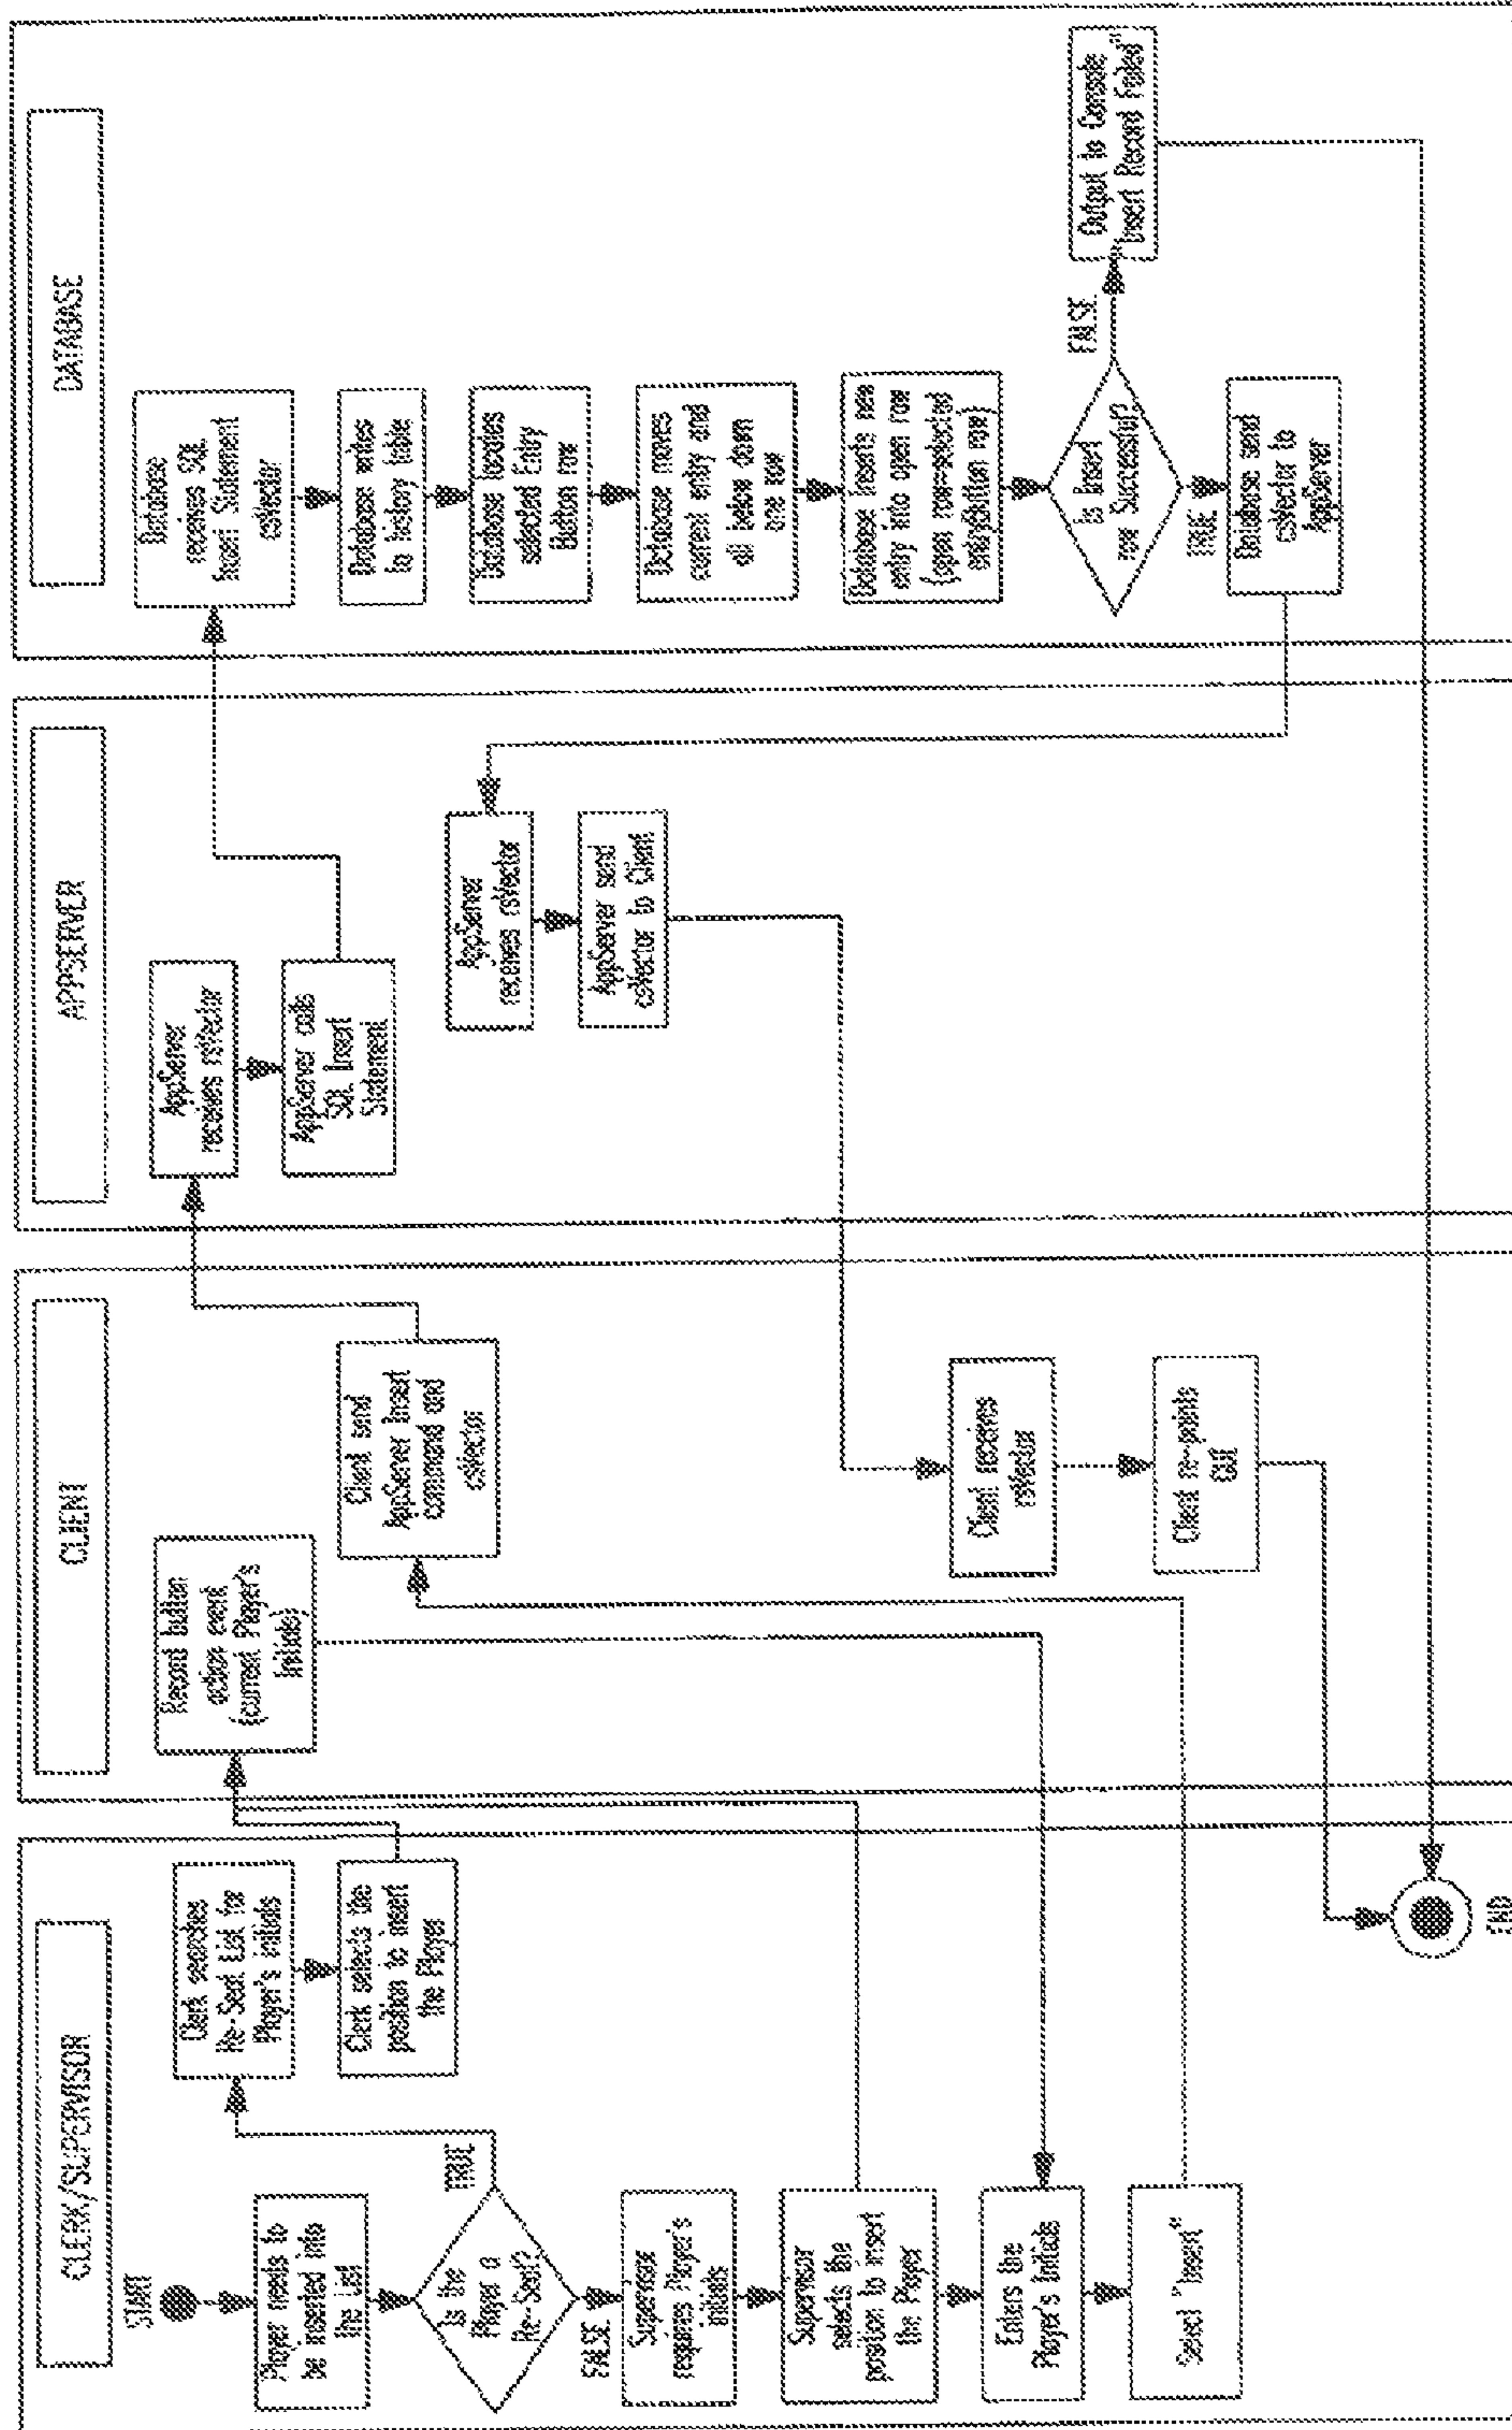 CLERK/SUPERVISOR
START
Player needs to
be inserted into
the List
Is the
Player a
Re-Seat?
TRUE
FALSE
Clerk searches
Re-Seat List for
Player's initials
Clerk selects the
position to insert
the Player
Supervisor
requires Player's
initials
Supervisor
selects the
position to insert
the Player
Enters the
Player's Initials
Select "Insert"
END
CLIENT
Record button
action event
(current Player's
Initials)
Client send
AppServer Insert
command and
csVector
Client receives
rsVector
Client re-paints
GUI
APPSERVER
AppServer
receives rsVector
AppServer calls
SQL Insert
Statement
AppServer
receives rsVector
AppServer send
csVector to Client
DATABASE
Database
receives SQL
Insert Statement
csVector
Database writes
to history table
Database locates
selected Entry
Button row
Database moves
current entry and
all below down
one row
Database Inserts new
entry into open row
(open row=selected
entryButton row)
Is Insert
row Successful?
FALSE
TRUE
Output to Console
"Insert Record Failed"
Database send
csVector to
AppServer